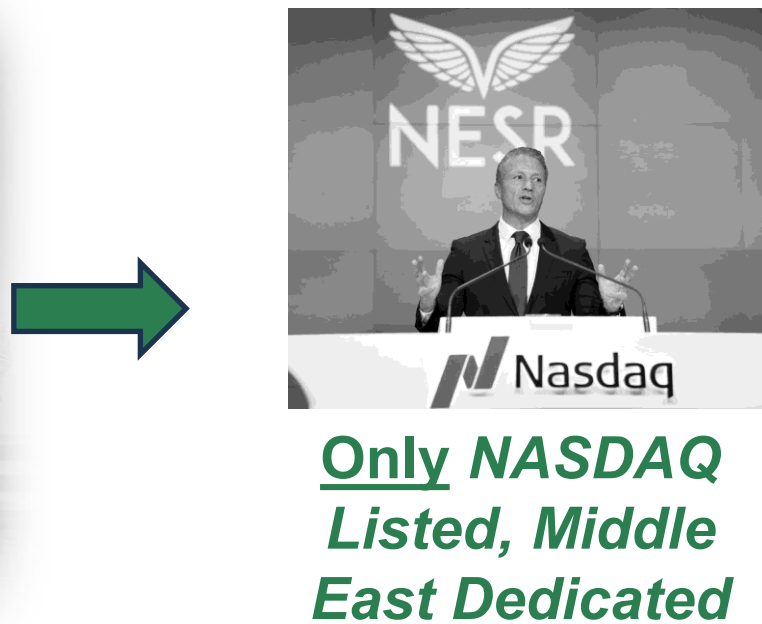 NESR
Nasdaq
Only NASDAQ
Listed, Middle
East Dedicated